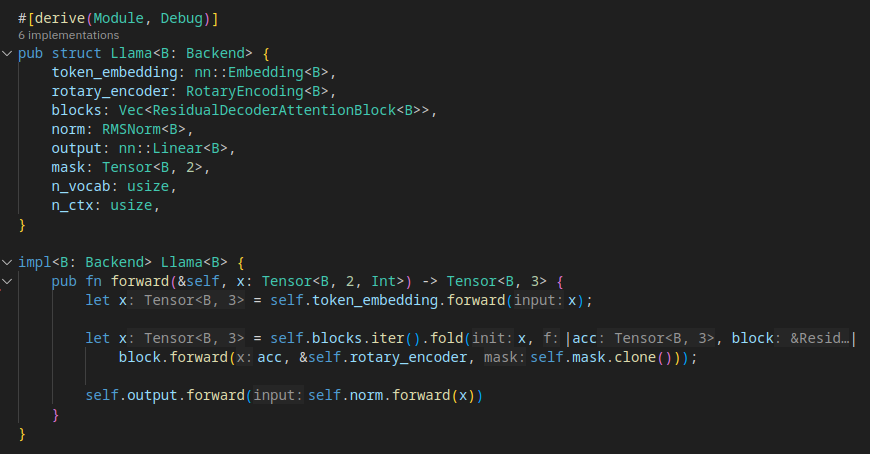 #[derive(Module, Debug)]
6 implementations
pub struct Llama<B: Backend> {
    token_embedding: nn::Embedding<B>,
    rotary_encoder: RotaryEncoding<B>,
    blocks: Vec<ResidualDecoderAttentionBlock<B>>,
    norm: RMSNorm<B>,
    output: nn::Linear<B>,
    mask: Tensor<B, 2>,
    n_vocab: usize,
    n_ctx: usize,
}
impl<B: Backend> Llama<B> {
    pub fn forward(&self, x: Tensor<B, 2, Int>) -> Tensor<B, 3> {
        let x: Tensor<B, 3> = self.token_embedding.forward(input: x);
        let x: Tensor<B, 3> = self.blocks.iter().fold(init: x, f: |acc: Tensor<B, 3>, block: &Resid…|
            block.forward(x: acc, &self.rotary_encoder, mask: self.mask.clone()));
        self.output.forward(input: self.norm.forward(x))
    }
}